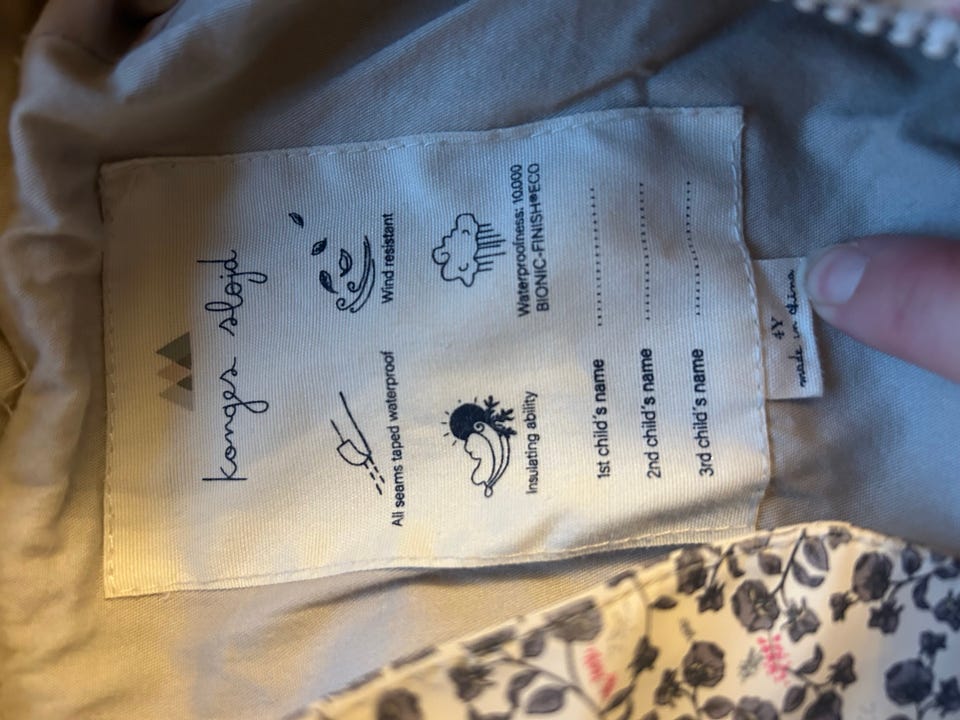 konges sløjd
All seams taped waterproof
Wind resistant
Insulating ability
Waterproofness: 10.000
BIONIC-FINISH®ECO
1st child's name
2nd child's name
3rd child's name
4Y
made in china